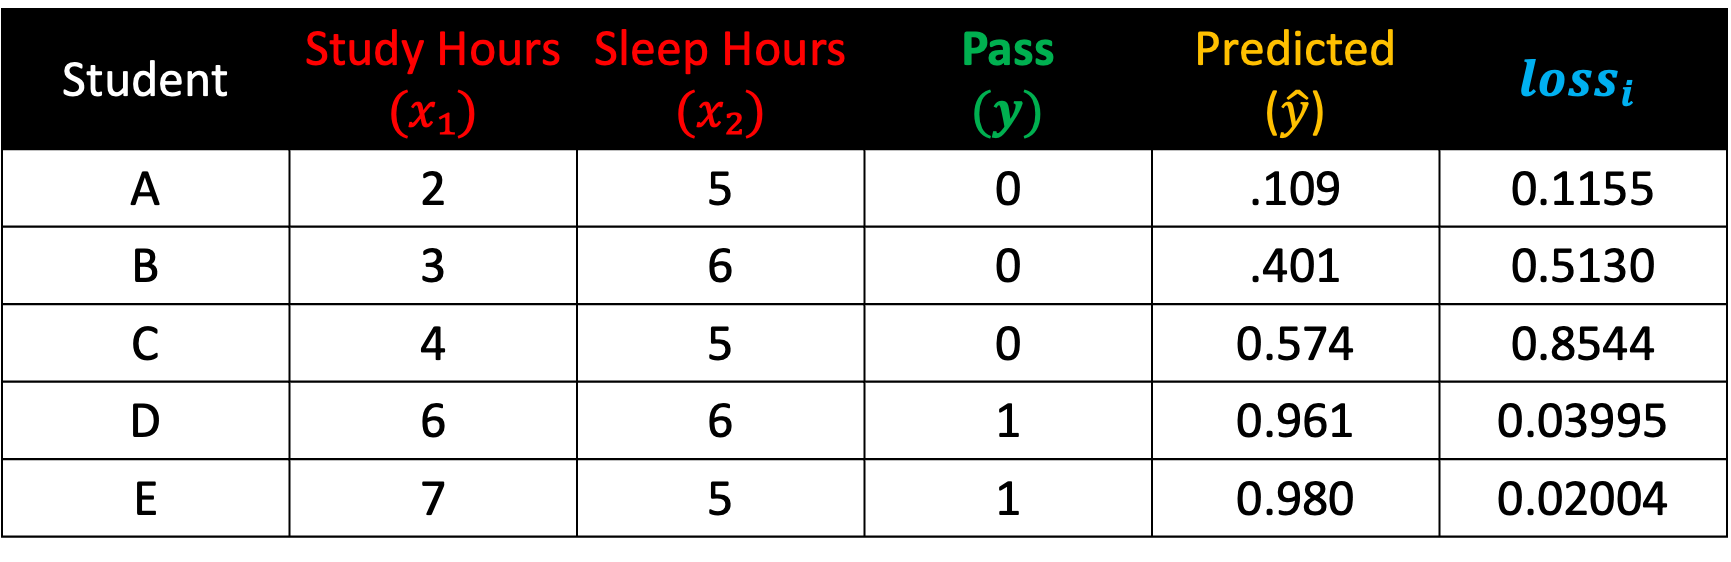 Student Study Hours (x₁) Sleep Hours (x₂) Pass (y) Predicted (ŷ) lossᵢ
A 2 5 0 .109 0.1155
B 3 6 0 .401 0.5130
C 4 5 0 0.574 0.8544
D 6 6 1 0.961 0.03995
E 7 5 1 0.980 0.02004